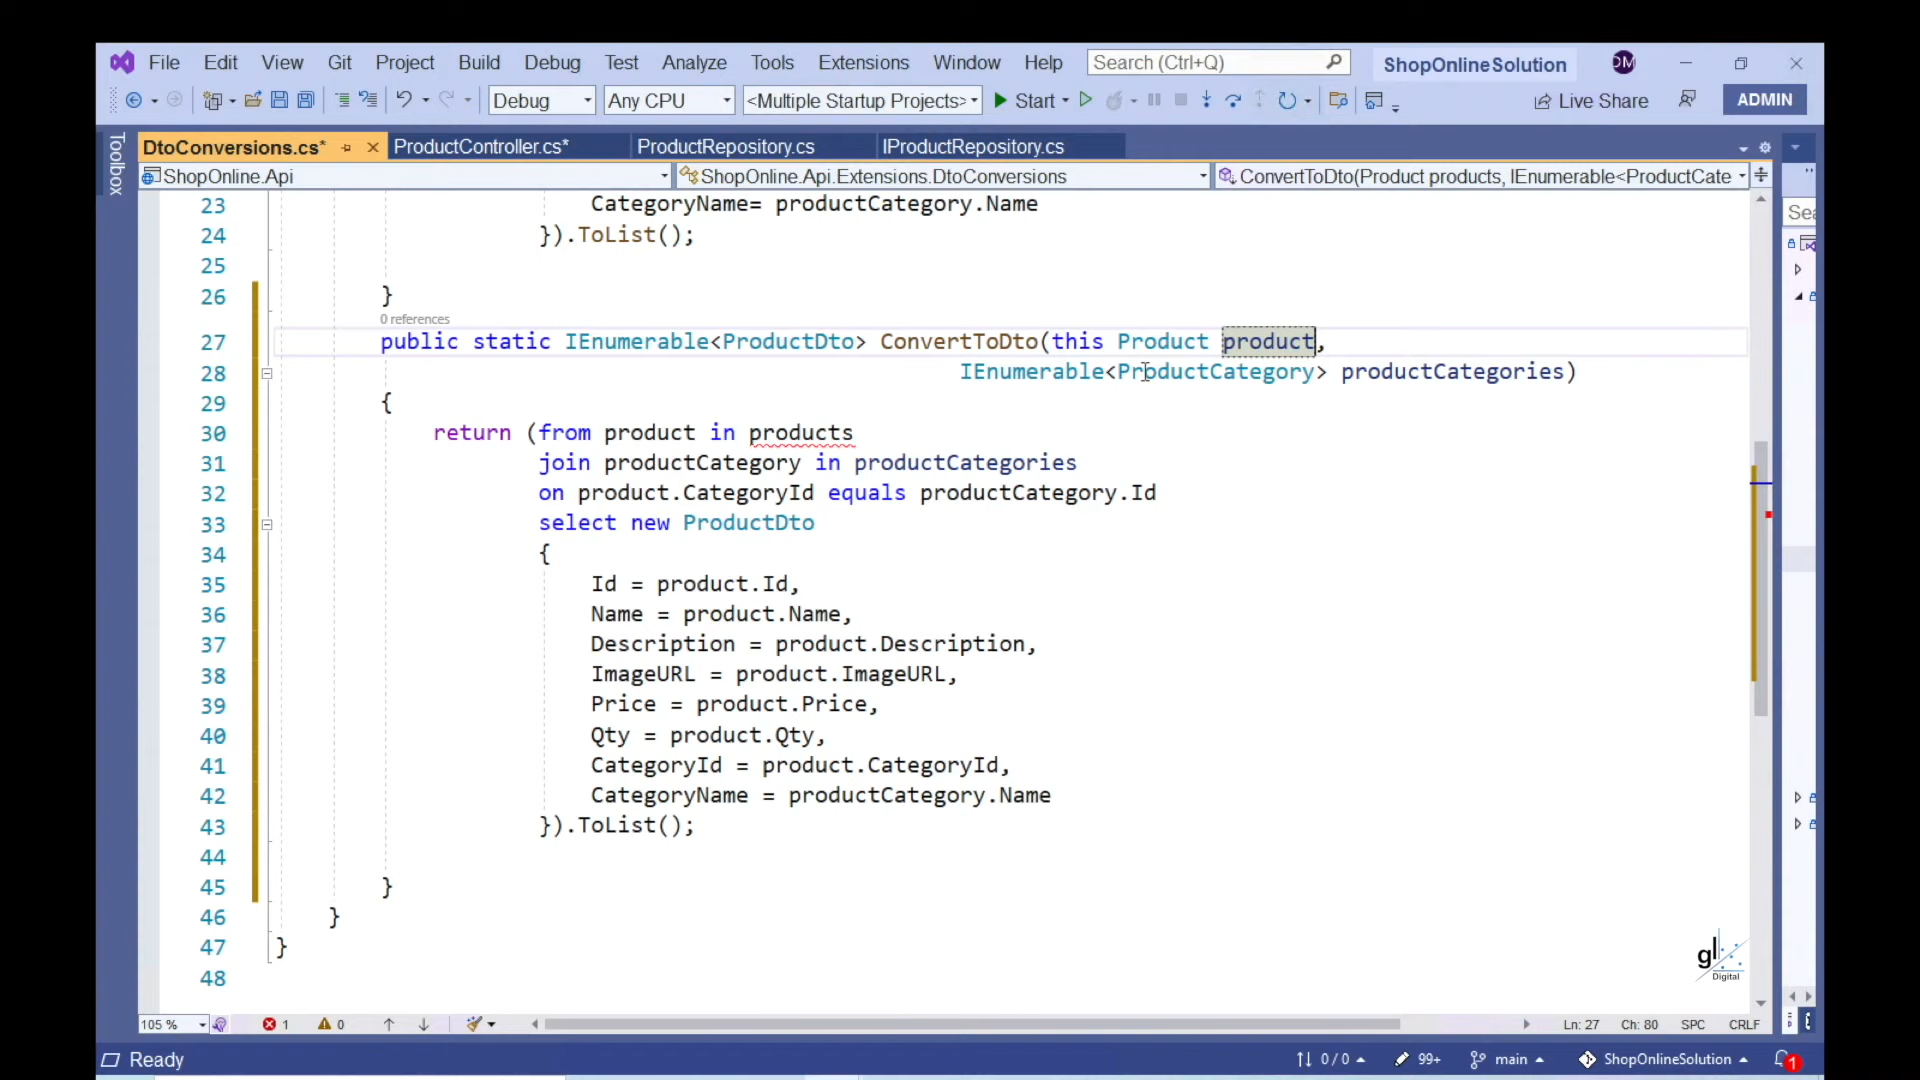 File Edit View Git Project Build Debug Test Analyze Tools Extensions Window Help Search (Ctrl+Q) ShopOnlineSolution DM
Debug Any CPU <Multiple Startup Projects> Start Live Share ADMIN
Toolbox
DtoConversions.cs* ProductController.cs* ProductRepository.cs IProductRepository.cs
ShopOnline.Api ShopOnline.Api.Extensions.DtoConversions ConvertToDto(Product products, IEnumerable<ProductCate
Sea
23 CategoryName= productCategory.Name
24 }).ToList();
25
26 }
0 references
27 public static IEnumerable<ProductDto> ConvertToDto(this Product product,
28 IEnumerable<ProductCategory> productCategories)
29 {
30 return (from product in products
31 join productCategory in productCategories
32 on product.CategoryId equals productCategory.Id
33 select new ProductDto
34 {
35 Id = product.Id,
36 Name = product.Name,
37 Description = product.Description,
38 ImageURL = product.ImageURL,
39 Price = product.Price,
40 Qty = product.Qty,
41 CategoryId = product.CategoryId,
42 CategoryName = productCategory.Name
43 }).ToList();
44
45 }
46 }
47 }
48
gl
Digital
105 % 1 0 Ln: 27 Ch: 80 SPC CRLF
Ready 0 / 0 99+ main ShopOnlineSolution 1